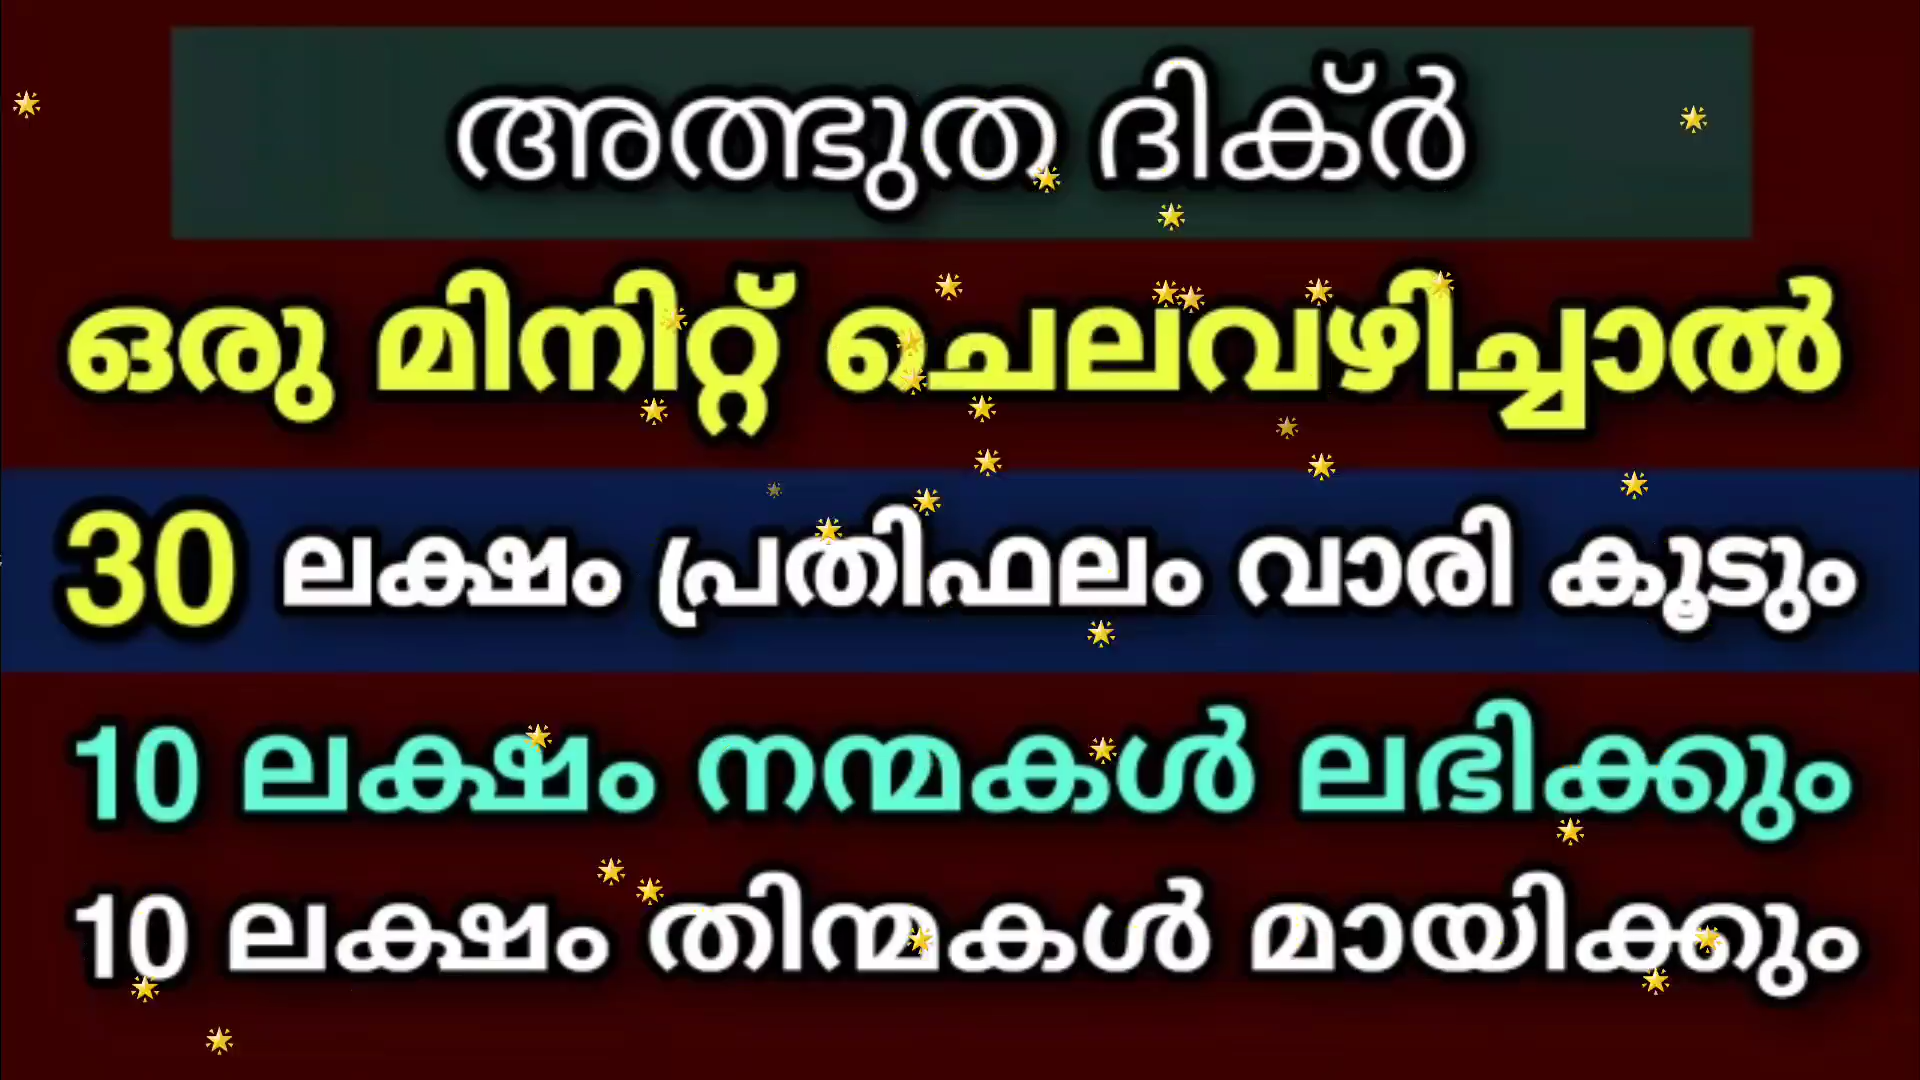 അത്ഭുത ദിക്ർ
ഒരു മിനിറ്റ് ചെലവഴിച്ചാൽ
30 ലക്ഷം പ്രതിഫലം വാരി കൂടും
10 ലക്ഷം നന്മകൾ ലഭിക്കും
10 ലക്ഷം തിന്മകൾ മായിക്കും